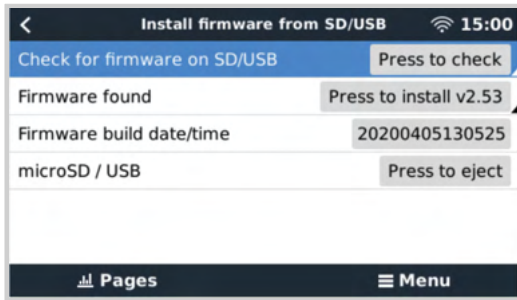 Install firmware from SD/USB 15:00
Check for firmware on SD/USB Press to check
Firmware found Press to install v2.53
Firmware build date/time 20200405130525
microSD / USB Press to eject
Pages Menu